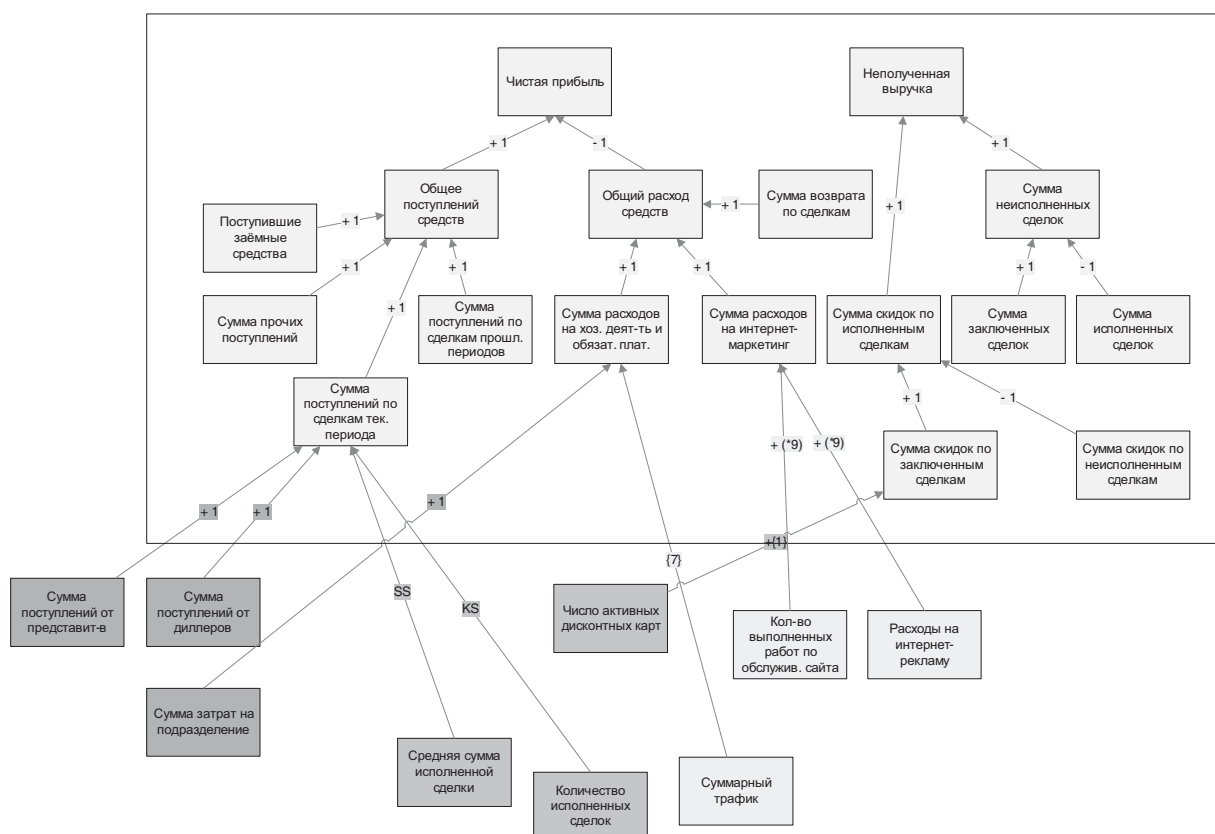 Чистая прибыль
Неполученная
выручка
+ 1
- 1
+ 1
Общее
поступлений
средств
Общий расход
средств
Сумма возврата
по сделкам
Сумма
неисполненных
сделок
Поступившие
заёмные
средства
+ 1
+ 1
+ 1
+ 1
+ 1
+ 1
+ 1
+ 1
- 1
Сумма прочих
поступлений
+ 1
Сумма
поступлений по
сделкам прошл.
периодов
Сумма расходов
на хоз. деят-ть и
обязат. плат.
Сумма расходов
на интернет-
маркетинг
Сумма скидок по
исполненным
сделкам
Сумма
заключенных
сделок
Сумма
исполненных
сделок
Сумма
поступлений по
сделкам тек.
периода
+ 1
- 1
+ (*9)
+ (*9)
Сумма скидок по
заключенным
сделкам
Сумма скидок по
неисполненным
сделкам
+ 1
+ 1
+ 1
+{1}
{7}
Сумма
поступлений от
представит-в
Сумма
поступлений от
диллеров
SS
KS
Число активных
дисконтных карт
Кол-во
выполненных
работ по
обслужив. сайта
Расходы на
интернет-
рекламу
Сумма затрат на
подразделение
Средняя сумма
исполненной
сделки
Количество
исполненных
сделок
Суммарный
трафик